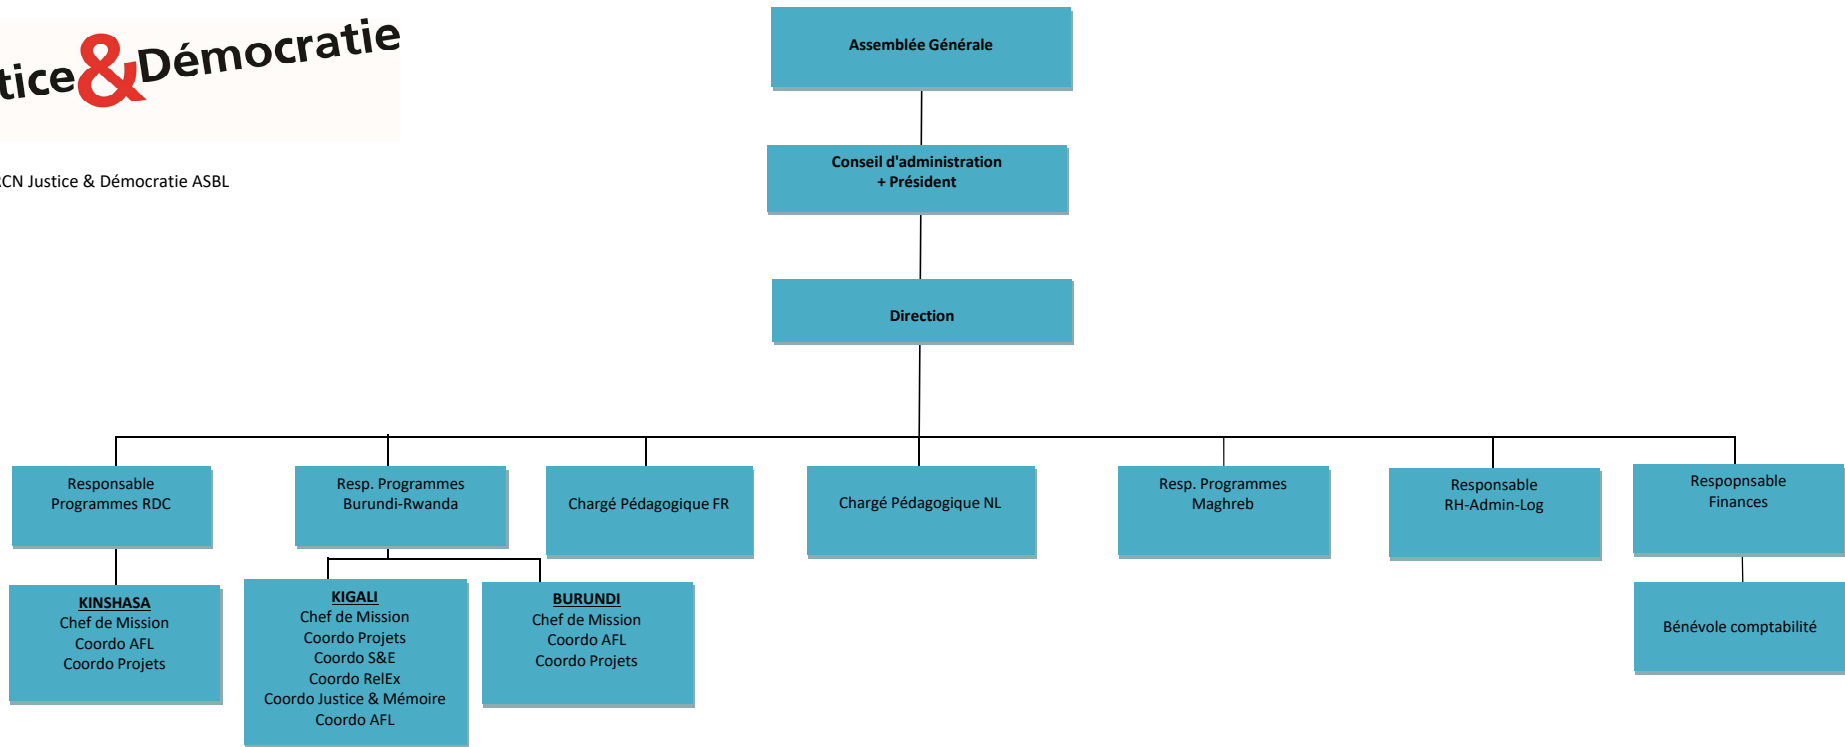 tice&Démocratie
RCN Justice & Démocratie ASBL
Assemblée Générale
Conseil d'administration
+ Président
Direction
Responsable
Programmes RDC
Resp. Programmes
Burundi-Rwanda
Chargé Pédagogique FR
Chargé Pédagogique NL
Resp. Programmes
Maghreb
Responsable
RH-Admin-Log
Respopnsable
Finances
KINSHASA
Chef de Mission
Coordo AFL
Coordo Projets
KIGALI
Chef de Mission
Coordo Projets
Coordo S&E
Coordo RelEx
Coordo Justice & Mémoire
Coordo AFL
BURUNDI
Chef de Mission
Coordo AFL
Coordo Projets
Bénévole comptabilité